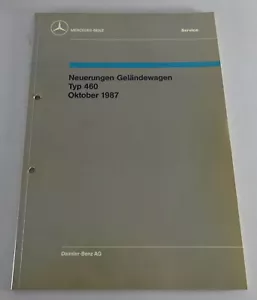 MERCEDES-BENZ
Service
Neuerungen Geländewagen
Typ 460
Oktober 1987
Daimler-Benz AG